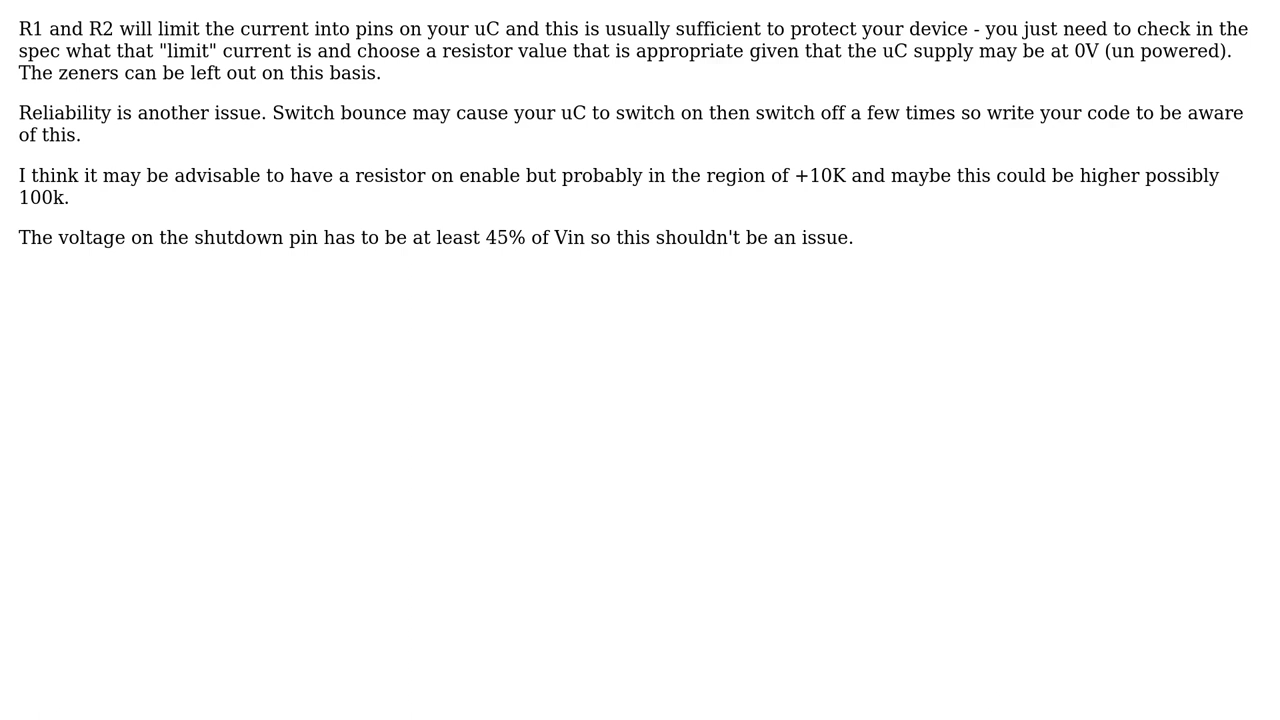 R1 and R2 will limit the current into pins on your uC and this is usually sufficient to protect your device - you just need to check in the
spec what that "limit" current is and choose a resistor value that is appropriate given that the uC supply may be at 0V (un powered).
The zeners can be left out on this basis.
Reliability is another issue. Switch bounce may cause your uC to switch on then switch off a few times so write your code to be aware
of this.
I think it may be advisable to have a resistor on enable but probably in the region of +10K and maybe this could be higher possibly
100k.
The voltage on the shutdown pin has to be at least 45% of Vin so this shouldn't be an issue.